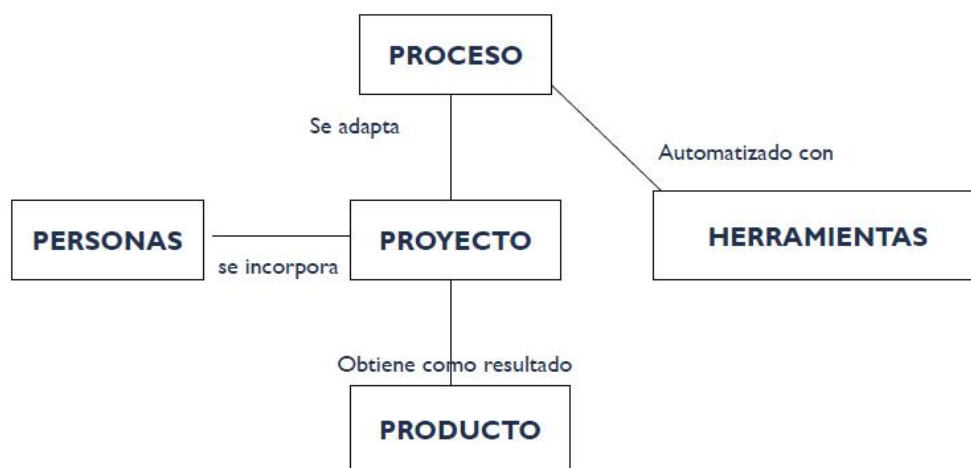 PROCESO
Se adapta
Automatizado con
PERSONAS
se incorpora
PROYECTO
HERRAMIENTAS
Obtiene como resultado
PRODUCTO